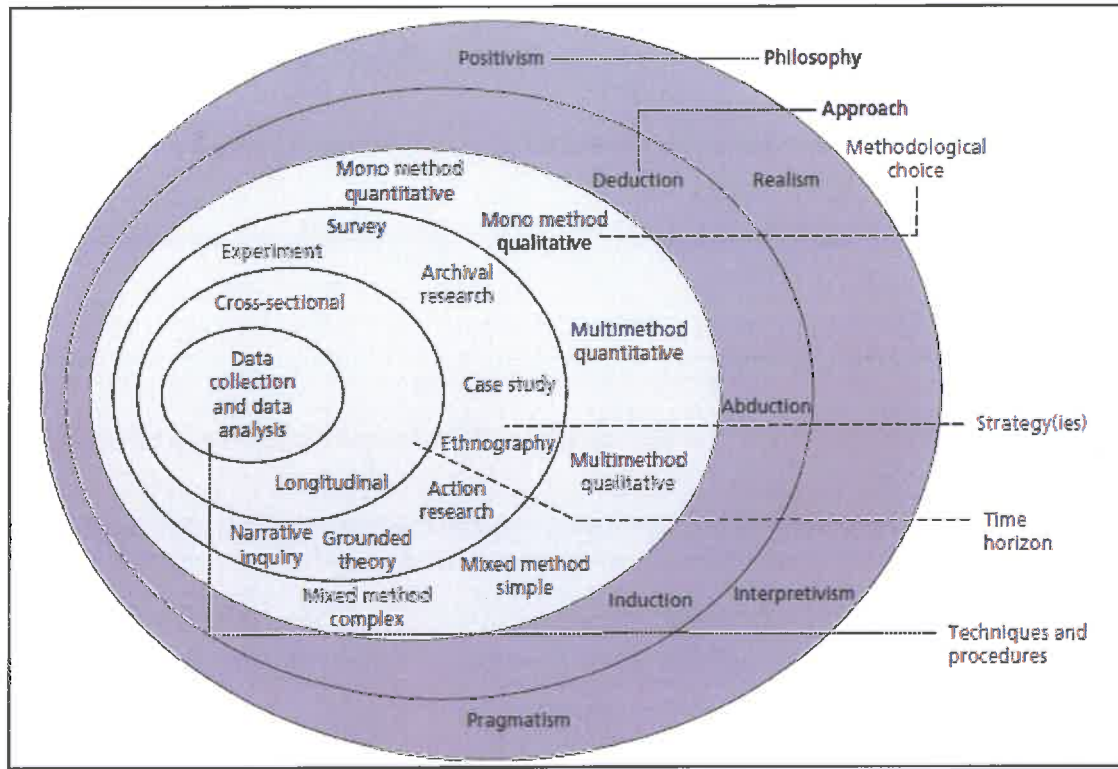 Positivism
Philosophy
Approach
Methodological
choice
Mono method
quantitative
Deduction
Realism
Survey
Mono method
qualitative
Experiment
Archival
research
Cross-sectional
Multimethod
quantitative
Data
collection
and data
analysis
Case study
Abduction
Strategy(ies)
Ethnography
Multimethod
qualitative
Longitudinal
Action
research
Time
horizon
Narrative
inquiry
Grounded
theory
Mixed method
simple
Mixed method
complex
Induction
Interpretivism
Techniques and
procedures
Pragmatism